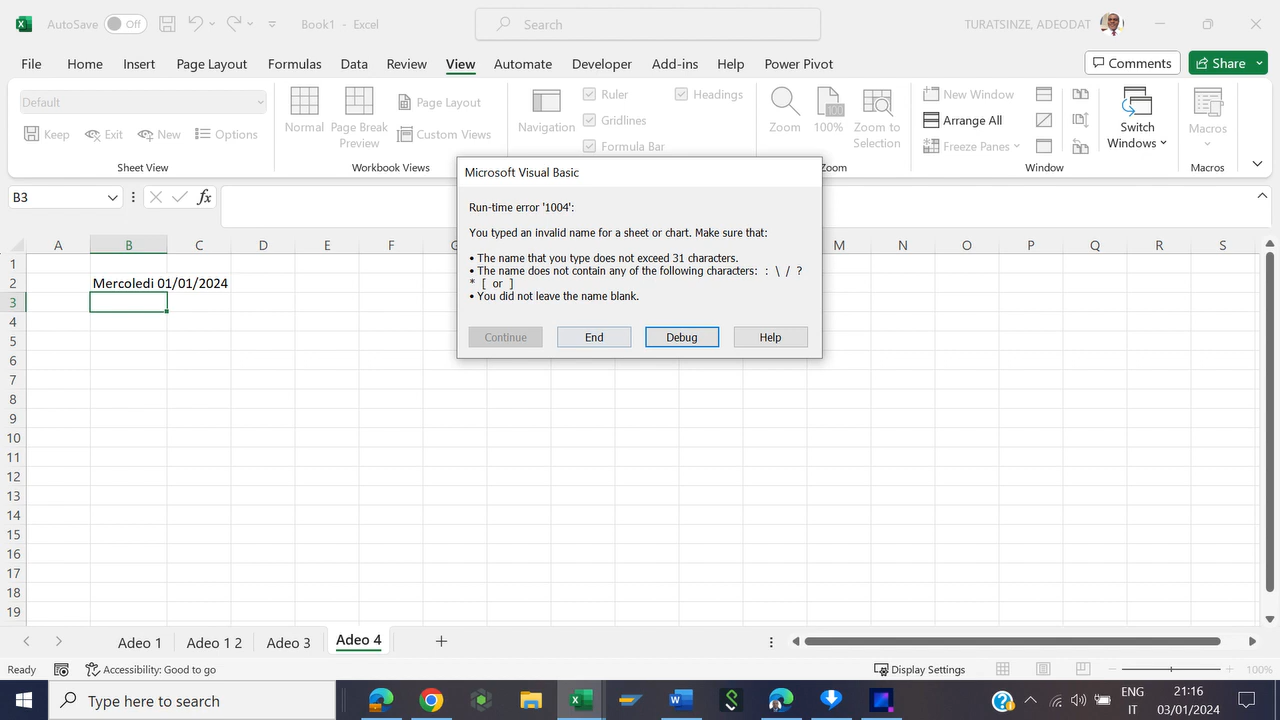 AutoSave Off Book1 - Excel Search TURATSINZE, ADEODAT
File Home Insert Page Layout Formulas Data Review View Automate Developer Add-ins Help Power Pivot Comments Share
Default Normal Page Break Preview Page Layout Custom Views Navigation Ruler Headings Gridlines Formula Bar Zoom 100% Zoom to Selection New Window Arrange All Freeze Panes Switch Windows Macros
Keep Exit New Options
Sheet View Workbook Views Zoom Window Macros
B3 fx
Microsoft Visual Basic
Run-time error '1004':
You typed an invalid name for a sheet or chart. Make sure that:
• The name that you type does not exceed 31 characters.
• The name does not contain any of the following characters: : \ / ?
* [ or ]
• You did not leave the name blank.
Continue End Debug Help
A B C D E F G M N O P Q R S
1
2 Mercoledi 01/01/2024
3
4
5
6
7
8
9
10
11
12
13
14
15
16
17
18
19
Adeo 1 Adeo 1 2 Adeo 3 Adeo 4
Ready Accessibility: Good to go Display Settings 100%
Type here to search ENG 21:16
IT 03/01/2024